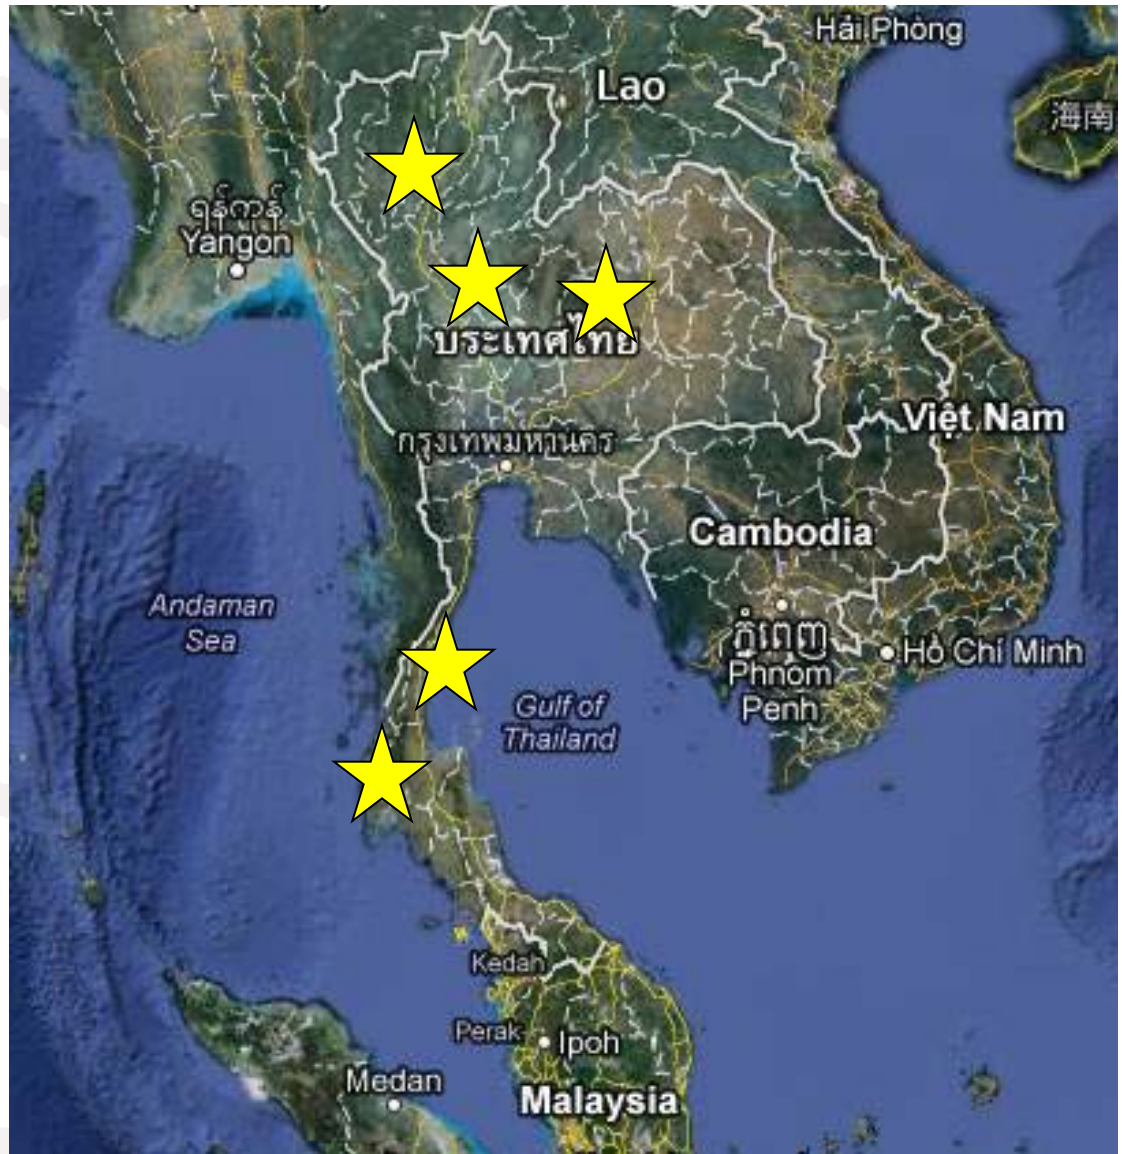 Hải Phòng
Lao
海南
ရန်ကုန်
Yangon
ประเทศไทย
Việt Nam
กรุงเทพมหานคร
Cambodia
Andaman
Sea
ភ្នំពេញ
Phnom
Penh
Hồ Chí Minh
Gulf of
Thailand
Kedah
Perak
Ipoh
Medan
Malaysia